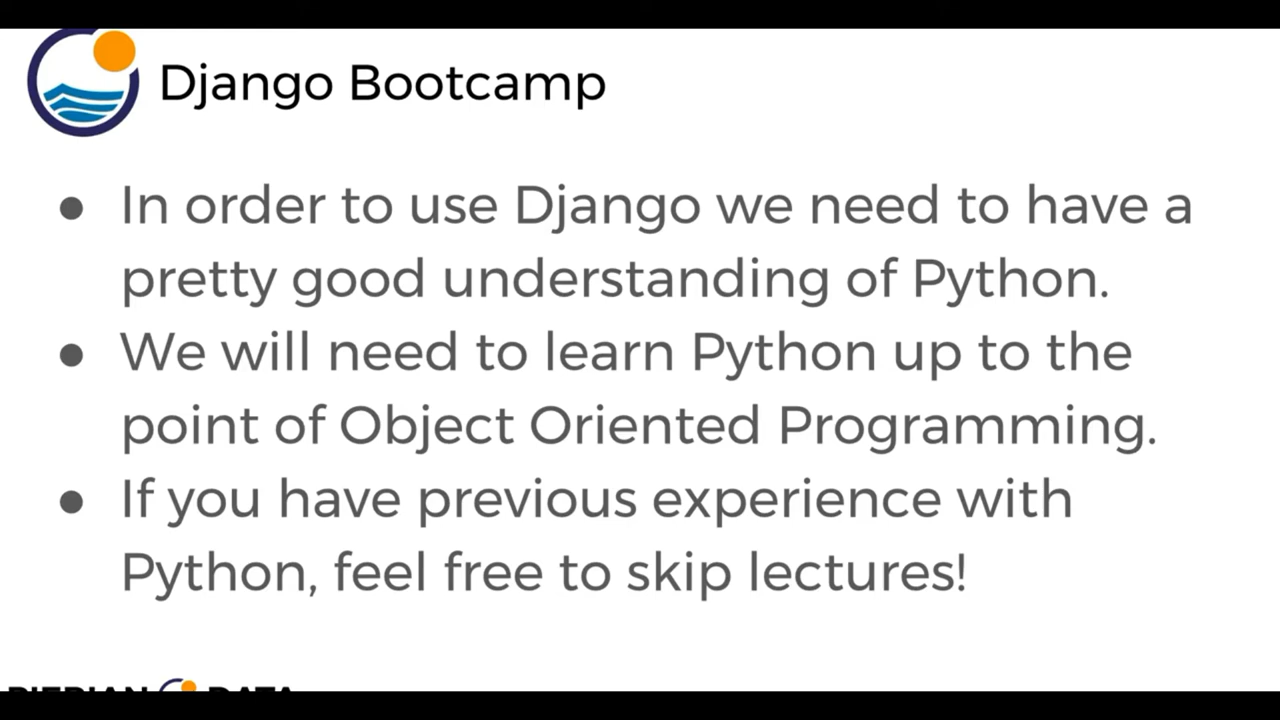 Django Bootcamp
● In order to use Django we need to have a
pretty good understanding of Python.
● We will need to learn Python up to the
point of Object Oriented Programming.
● If you have previous experience with
Python, feel free to skip lectures!
PIERIAN DATA